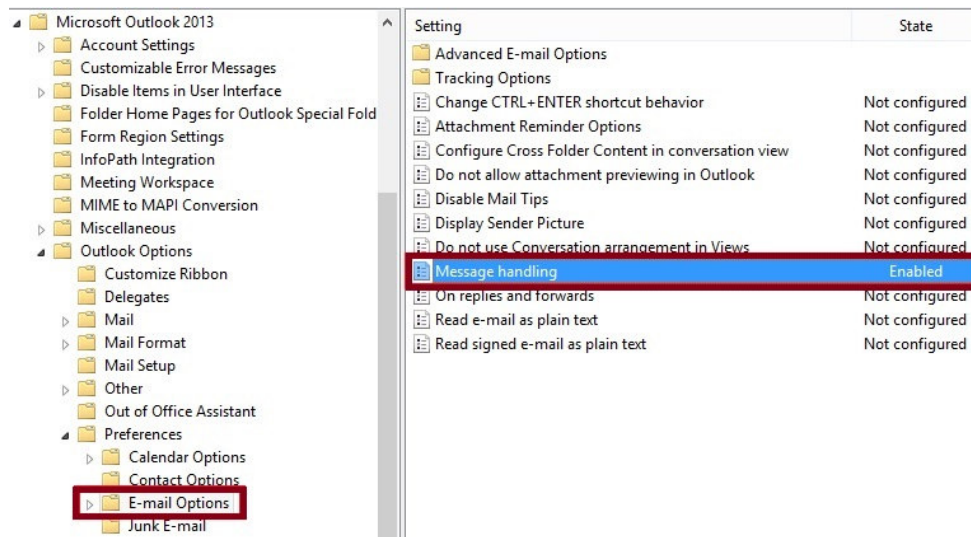 Microsoft Outlook 2013
Account Settings
Customizable Error Messages
Disable Items in User Interface
Folder Home Pages for Outlook Special Fold
Form Region Settings
InfoPath Integration
Meeting Workspace
MIME to MAPI Conversion
Miscellaneous
Outlook Options
Customize Ribbon
Delegates
Mail
Mail Format
Mail Setup
Other
Out of Office Assistant
Preferences
Calendar Options
Contact Options
E-mail Options
Junk E-mail
Setting State
Advanced E-mail Options
Tracking Options
Change CTRL+ENTER shortcut behavior Not configured
Attachment Reminder Options Not configured
Configure Cross Folder Content in conversation view Not configured
Do not allow attachment previewing in Outlook Not configured
Disable Mail Tips Not configured
Display Sender Picture Not configured
Do not use Conversation arrangement in Views Not configured
Message handling Enabled
On replies and forwards Not configured
Read e-mail as plain text Not configured
Read signed e-mail as plain text Not configured